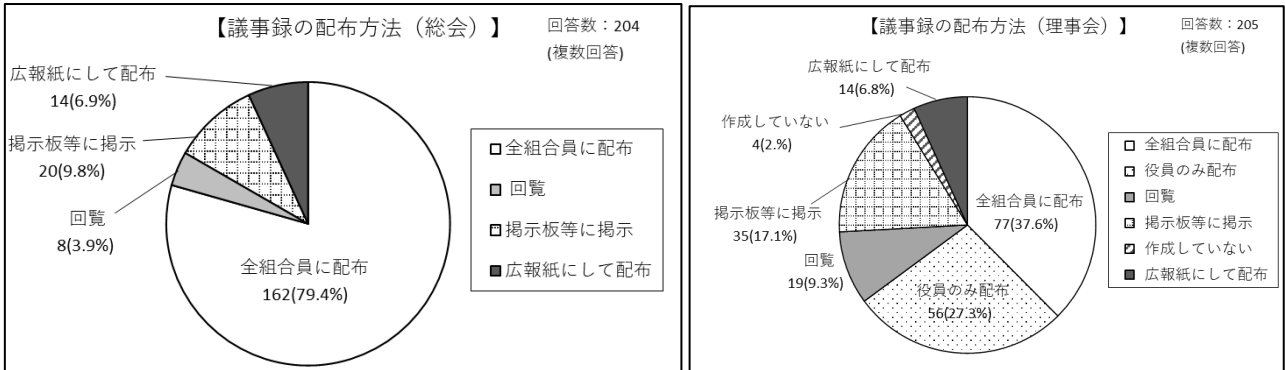 【議事録の配布方法（総会）】
回答数：204
(複数回答)
広報紙にして配布
14(6.9%)
掲示板等に掲示
20(9.8%)
回覧
8(3.9%)
全組合員に配布
162(79.4%)
全組合員に配布
回覧
掲示板等に掲示
広報紙にして配布
【議事録の配布方法（理事会）】
回答数：205
(複数回答)
広報紙にして配布
14(6.8%)
作成していない
4(2.%)
掲示板等に掲示
35(17.1%)
回覧
19(9.3%)
全組合員に配布
77(37.6%)
役員のみ配布
56(27.3%)
全組合員に配布
役員のみ配布
回覧
掲示板等に掲示
作成していない
広報紙にして配布